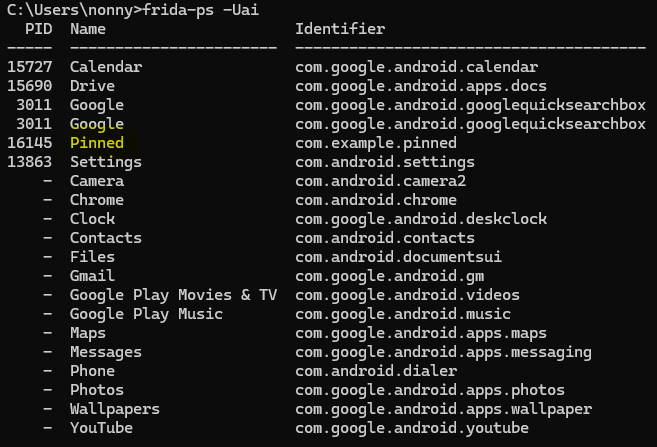 C:\Users\nonny>frida-ps -Uai
  PID  Name                    Identifier
-----  ----------------------  ---------------------------------------
15727  Calendar                com.google.android.calendar
15690  Drive                   com.google.android.apps.docs
 3011  Google                  com.google.android.googlequicksearchbox
 3011  Google                  com.google.android.googlequicksearchbox
16145  Pinned                  com.example.pinned
13863  Settings                com.android.settings
    -  Camera                  com.android.camera2
    -  Chrome                  com.android.chrome
    -  Clock                   com.google.android.deskclock
    -  Contacts                com.android.contacts
    -  Files                   com.android.documentsui
    -  Gmail                   com.google.android.gm
    -  Google Play Movies & TV  com.google.android.videos
    -  Google Play Music       com.google.android.music
    -  Maps                    com.google.android.apps.maps
    -  Messages                com.google.android.apps.messaging
    -  Phone                   com.android.dialer
    -  Photos                  com.google.android.apps.photos
    -  Wallpapers              com.google.android.apps.wallpaper
    -  YouTube                 com.google.android.youtube